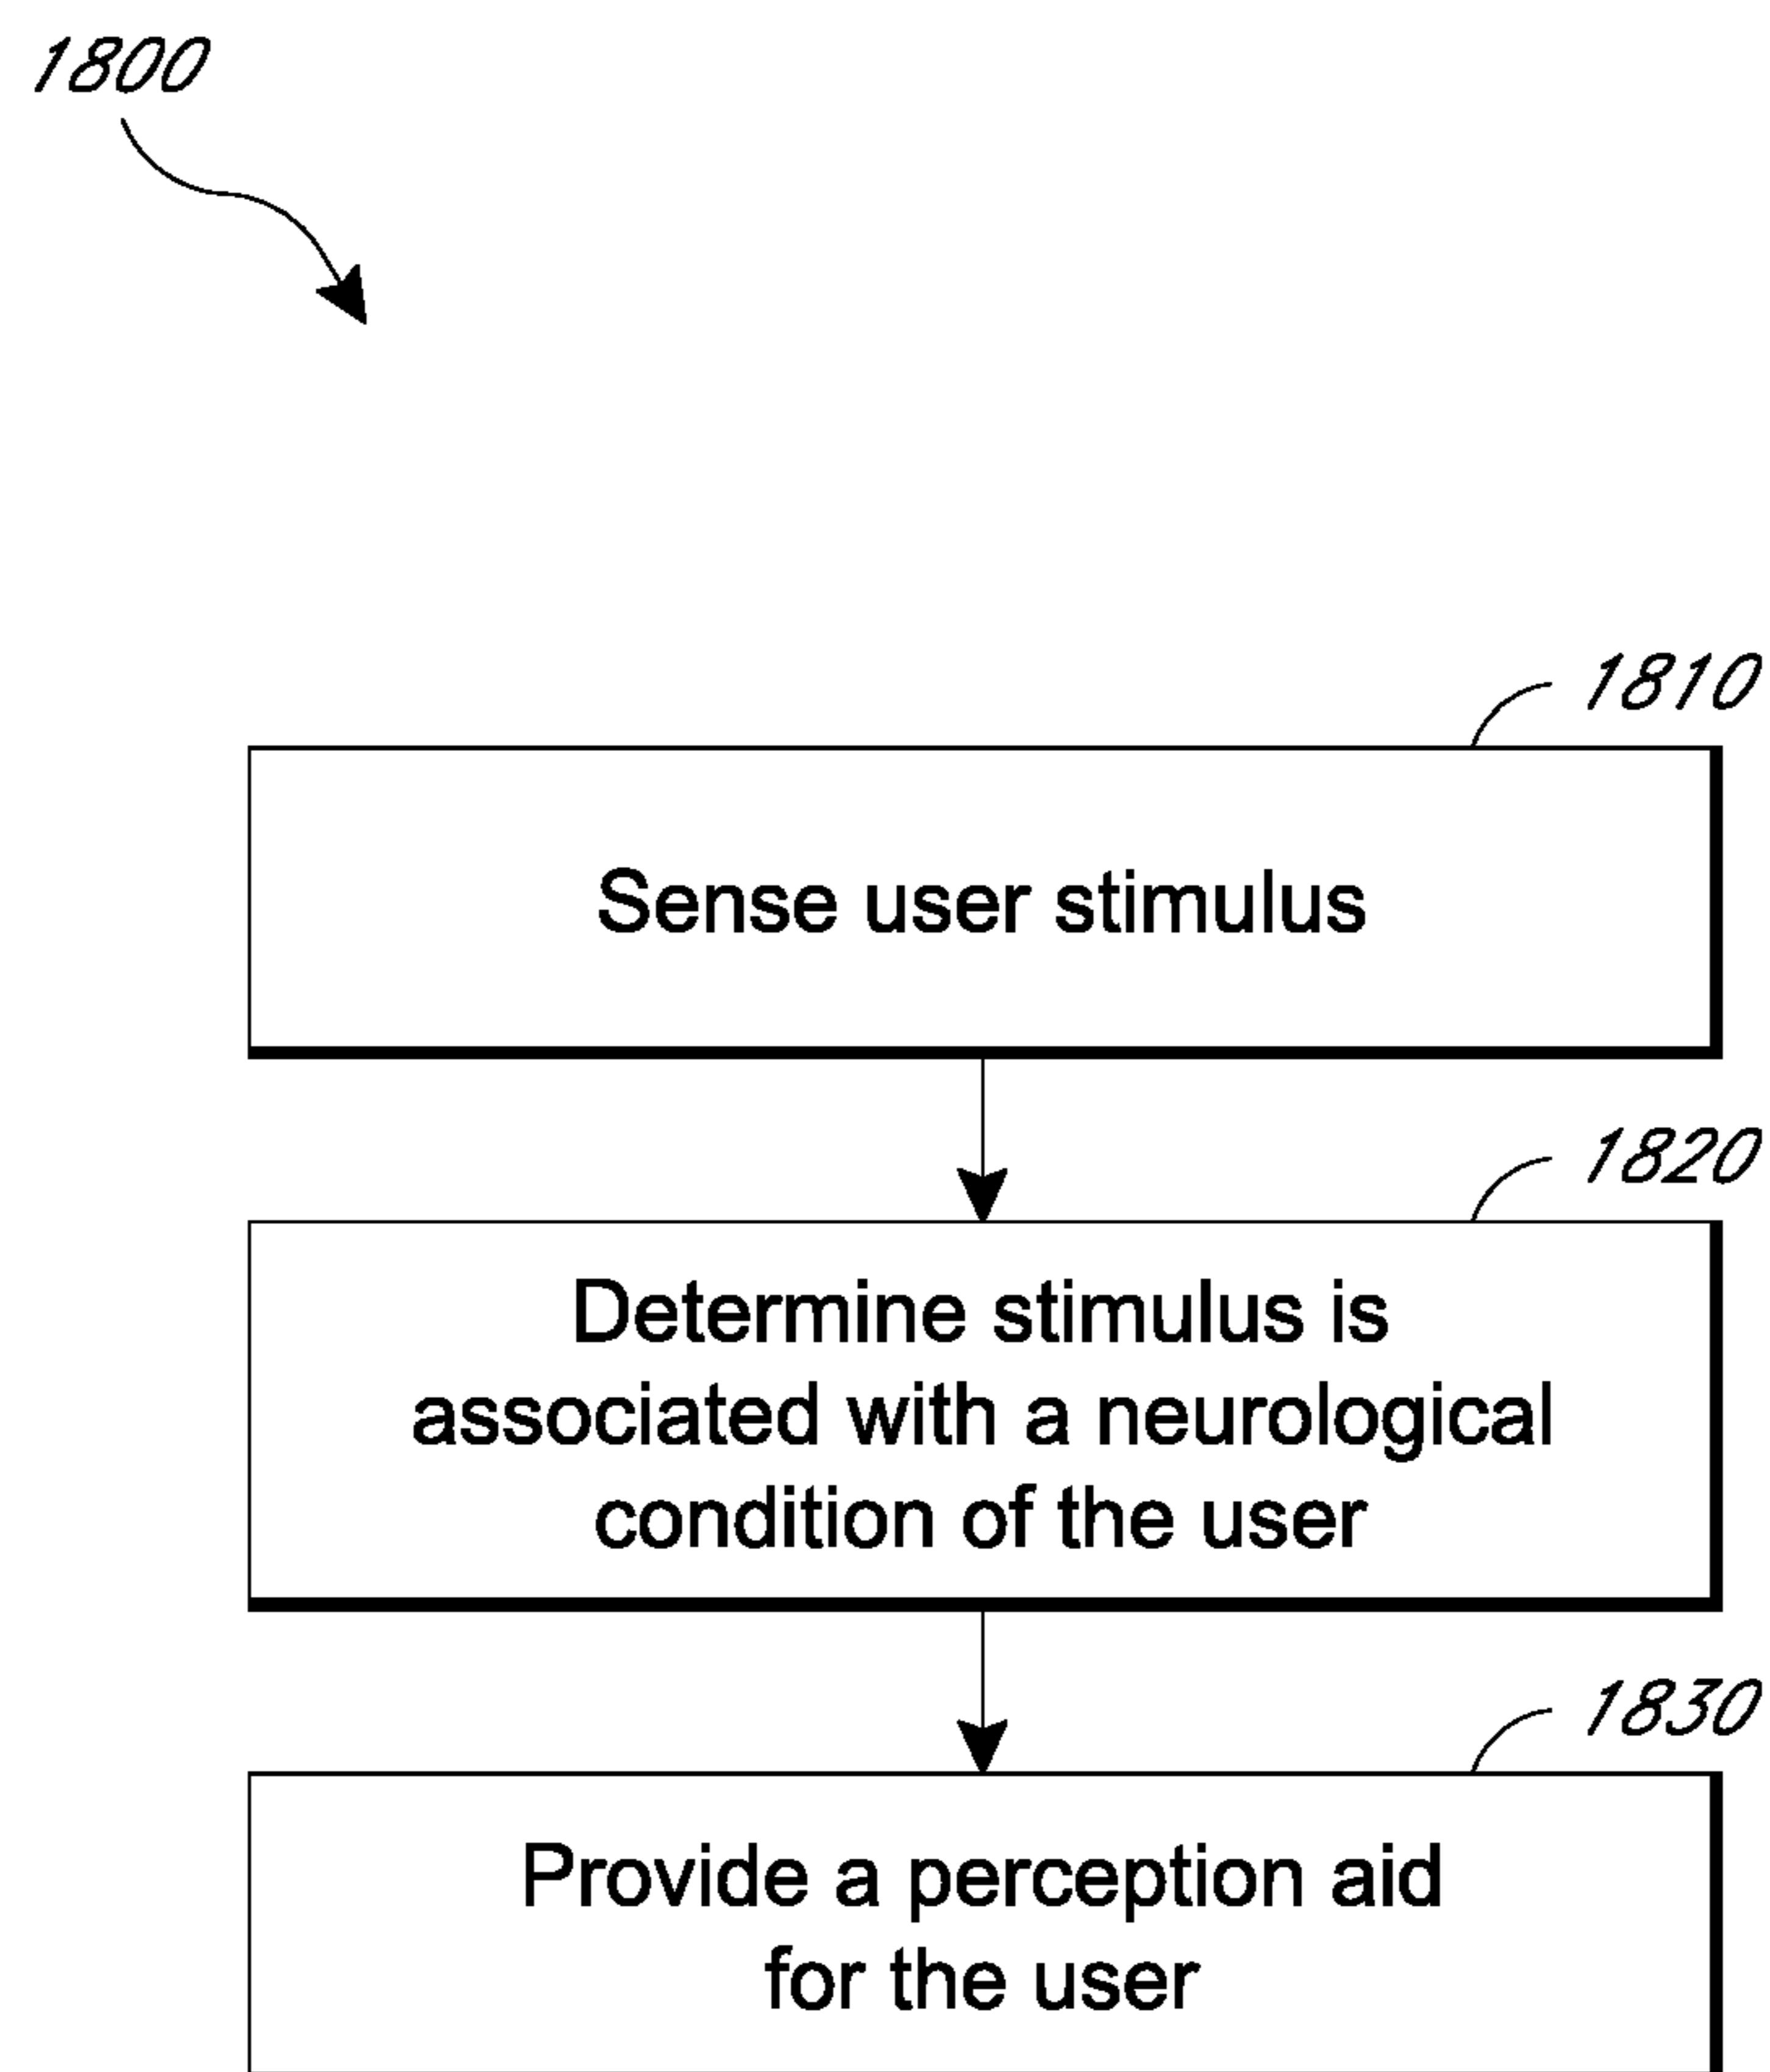 1800
1810
Sense user stimulus
1820
Determine stimulus is
associated with a neurological
condition of the user
1830
Provide a perception aid
for the user